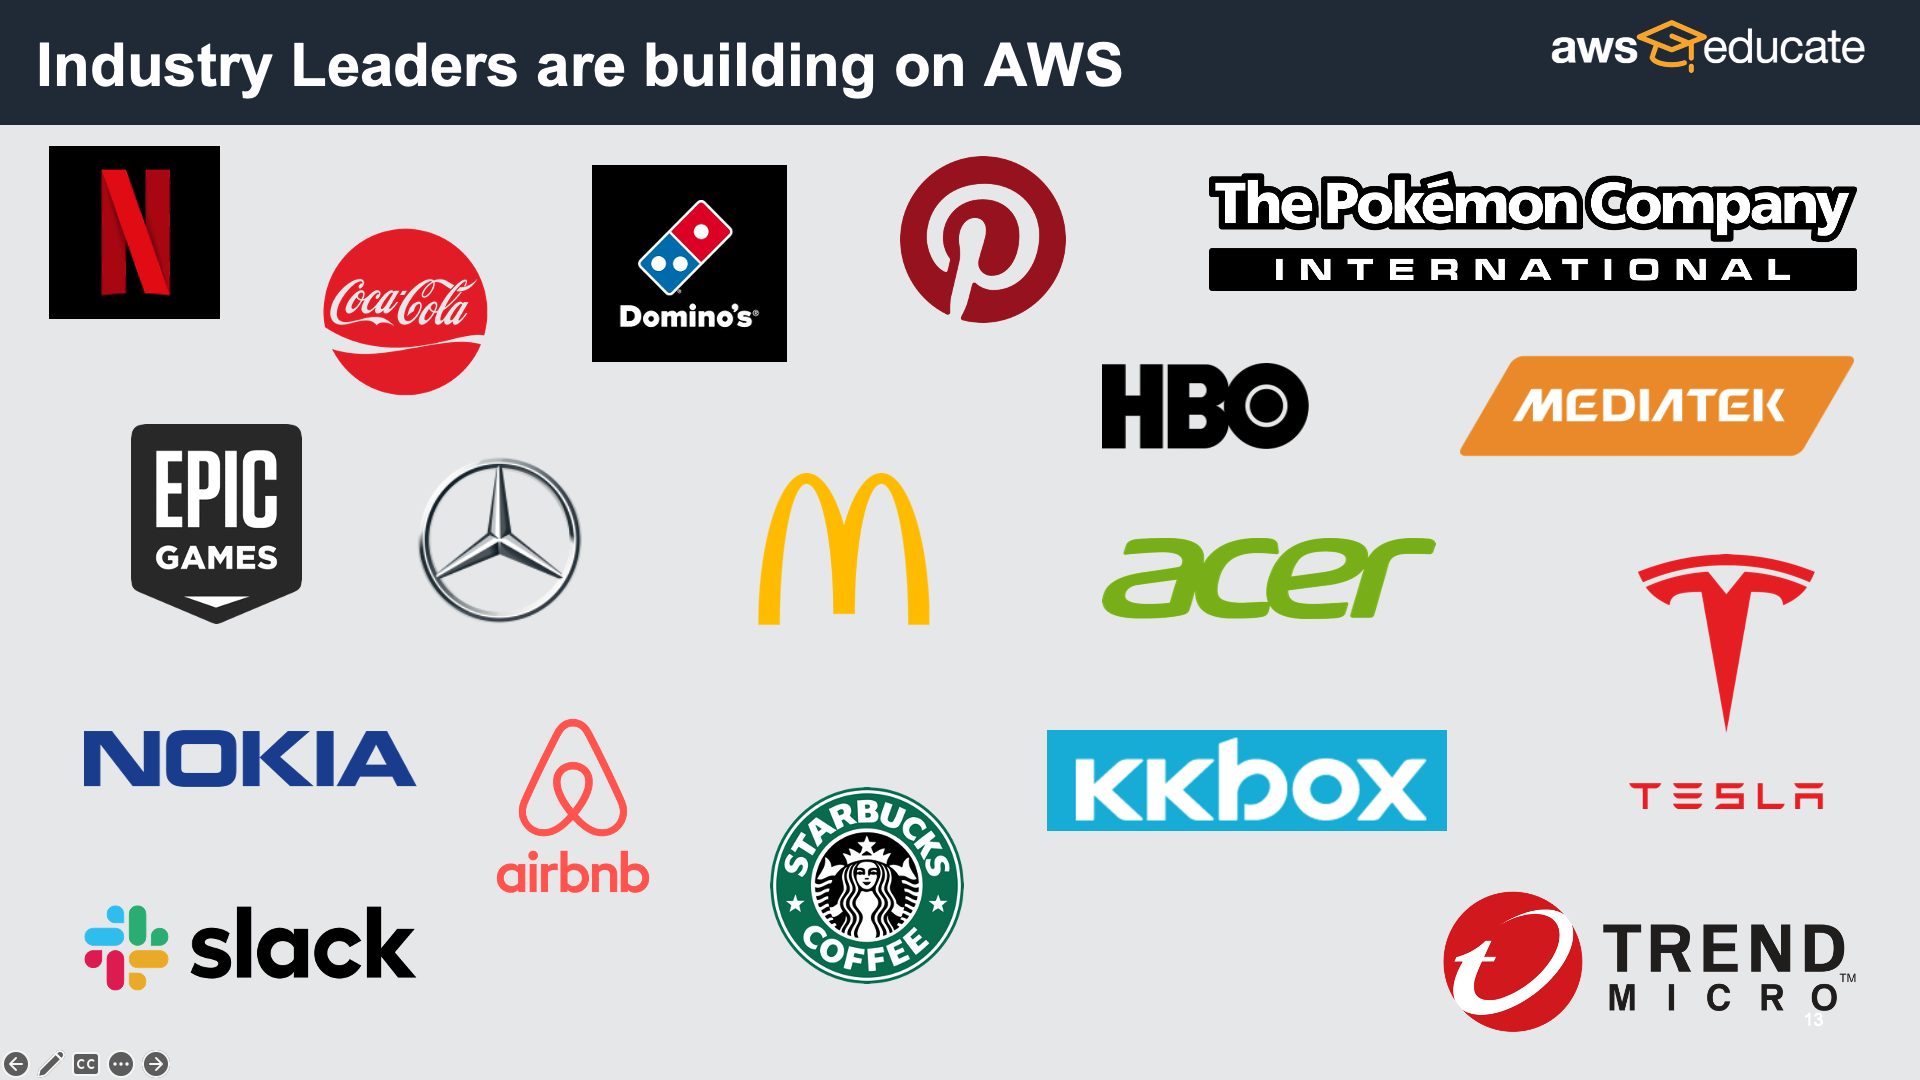 Industry Leaders are building on AWS
aws educate
N
Coca-Cola
Domino's®
The Pokémon Company
INTERNATIONAL
HBO
MEDIATEK
EPIC
GAMES
M
acer
TESLA
NOKIA
airbnb
STARBUCKS
COFFEE
KKBOX
slack
TREND
MICRO™
13
CC